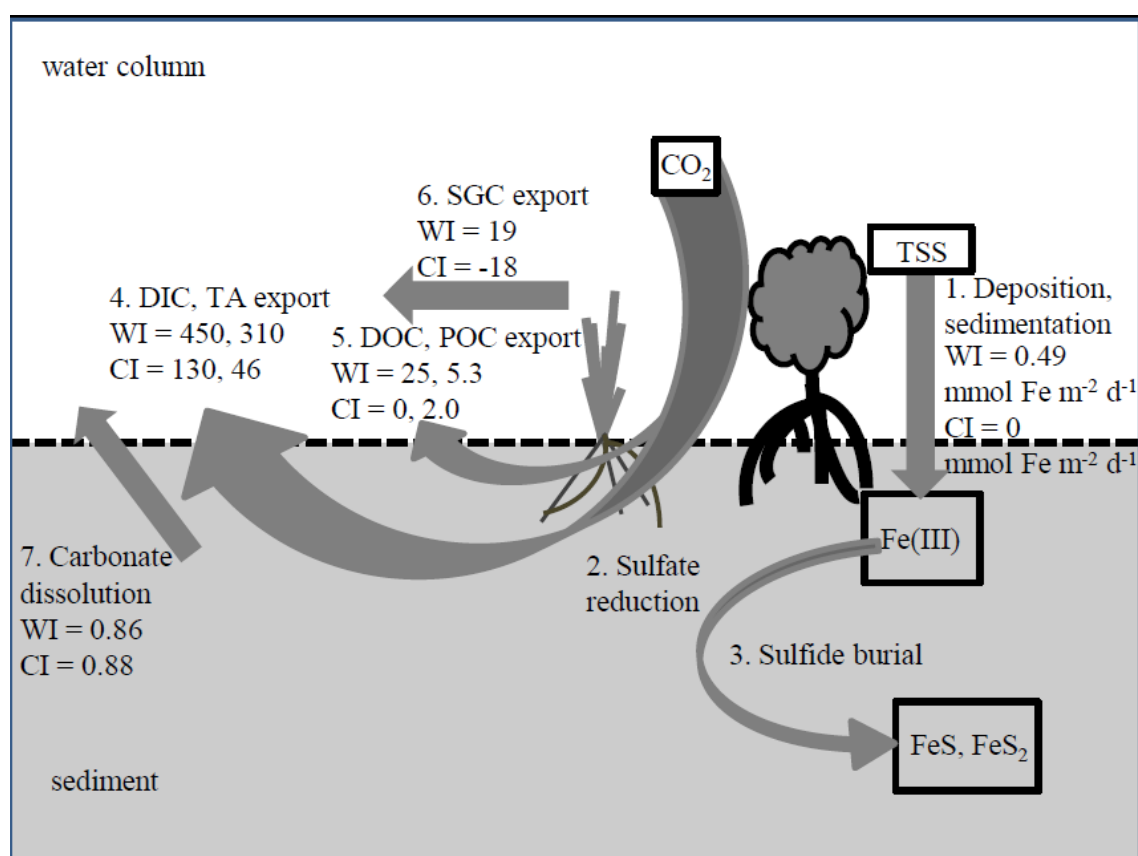 water column
CO₂
6. SGC export
WI = 19
CI = -18
TSS
1. Deposition,
sedimentation
WI = 0.49
mmol Fe m⁻² d⁻¹
CI = 0
mmol Fe m⁻² d⁻¹
4. DIC, TA export
WI = 450, 310
CI = 130, 46
5. DOC, POC export
WI = 25, 5.3
CI = 0, 2.0
Fe(III)
7. Carbonate
dissolution
WI = 0.86
CI = 0.88
2. Sulfate
reduction
3. Sulfide burial
FeS, FeS₂
sediment